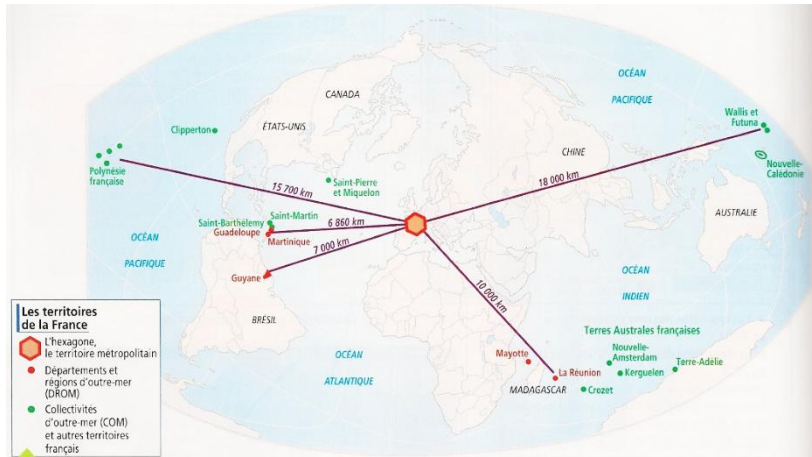 OCÉAN
PACIFIQUE
CANADA
Wallis et
Futuna
Clipperton
ÉTATS-UNIS
CHINE
Polynésie
française
Saint-Pierre
et Miquelon
Nouvelle-
Calédonie
15 700 km
18 000 km
Saint-Barthélemy
Saint-Martin
6 860 km
Guadeloupe
Martinique
AUSTRALIE
7 000 km
OCÉAN
PACIFIQUE
Guyane
OCÉAN
INDIEN
10 000 km
BRÉSIL
Terres Australes françaises
Mayotte
Nouvelle-
Amsterdam
Terre-Adélie
OCÉAN
ATLANTIQUE
La Réunion
Kerguelen
MADAGASCAR
Crozet
Les territoires
de la France
L'hexagone,
le territoire métropolitain
Départements et
régions d'outre-mer
(DROM)
Collectivités
d'outre-mer (COM)
et autres territoires
français